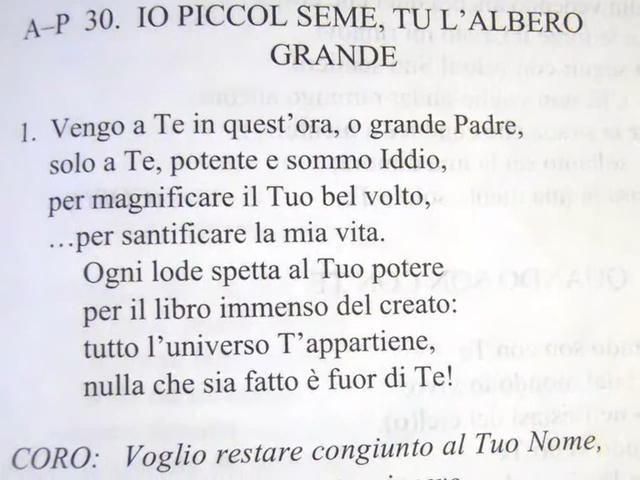 A–P 30. IO PICCOL SEME, TU L'ALBERO
GRANDE
1. Vengo a Te in quest'ora, o grande Padre,
solo a Te, potente e sommo Iddio,
per magnificare il Tuo bel volto,
...per santificare la mia vita.
Ogni lode spetta al Tuo potere
per il libro immenso del creato:
tutto l'universo T'appartiene,
nulla che sia fatto è fuor di Te!
CORO: Voglio restare congiunto al Tuo Nome,